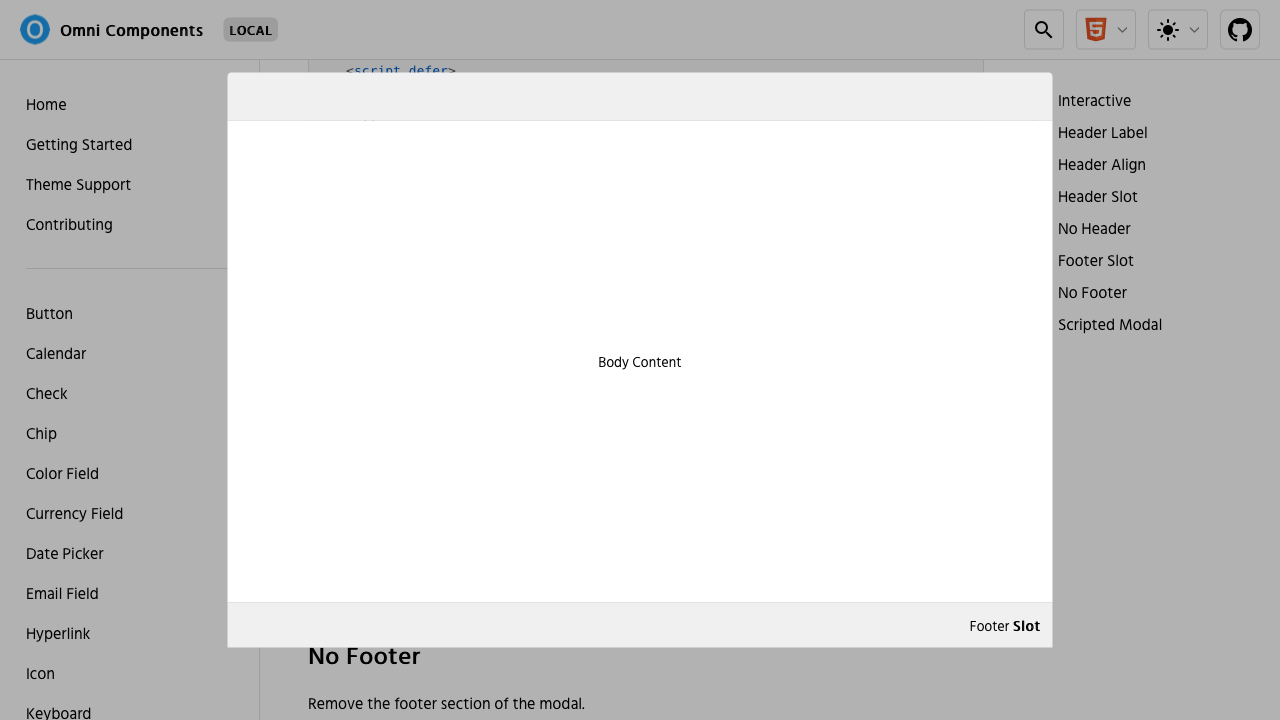 Omni Components LOCAL
<script defer>
Home
Getting Started
Theme Support
Contributing
Button
Calendar
Check
Chip
Color Field
Currency Field
Date Picker
Email Field
Hyperlink
Icon
Keyboard
Body Content
Footer Slot
No Footer
Remove the footer section of the modal.
Interactive
Header Label
Header Align
Header Slot
No Header
Footer Slot
No Footer
Scripted Modal